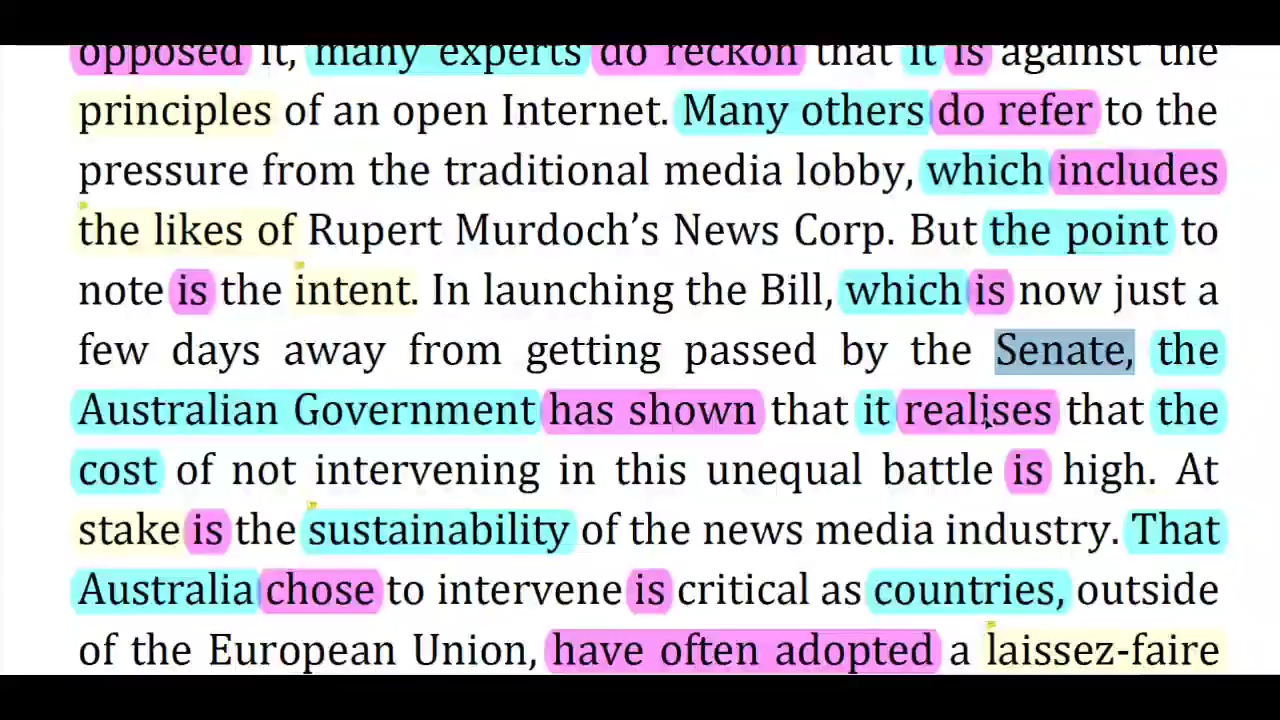 opposed it, many experts do reckon that it is against the
principles of an open Internet. Many others do refer to the
pressure from the traditional media lobby, which includes
the likes of Rupert Murdoch’s News Corp. But the point to
note is the intent. In launching the Bill, which is now just a
few days away from getting passed by the Senate, the
Australian Government has shown that it realises that the
cost of not intervening in this unequal battle is high. At
stake is the sustainability of the news media industry. That
Australia chose to intervene is critical as countries, outside
of the European Union, have often adopted a laissez-faire